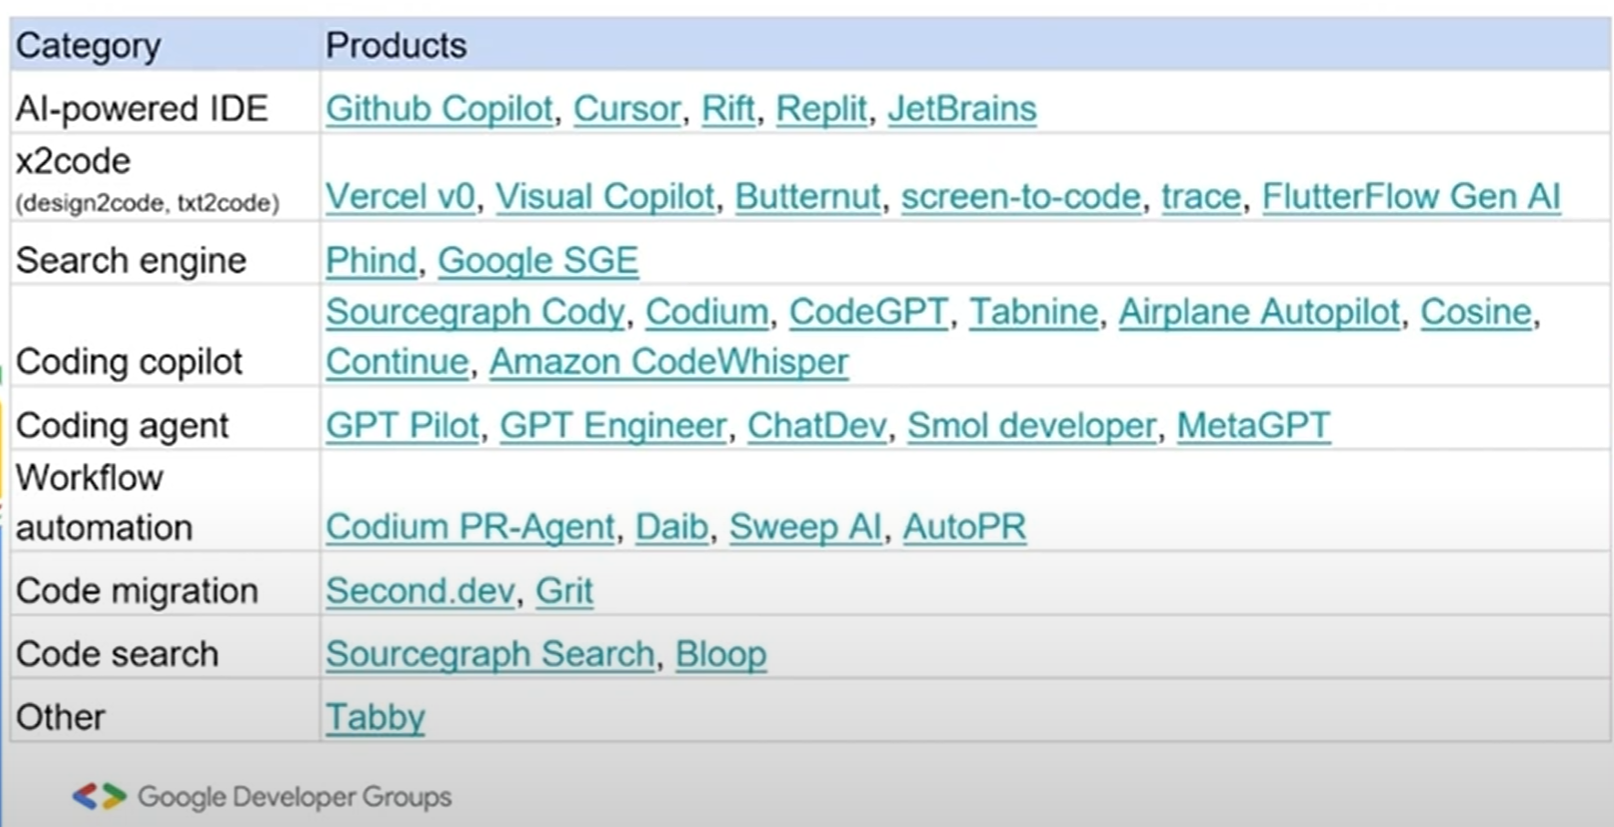 Category Products
AI-powered IDE Github Copilot, Cursor, Rift, Replit, JetBrains
x2code
(design2code, txt2code) Vercel v0, Visual Copilot, Butternut, screen-to-code, trace, FlutterFlow Gen AI
Search engine Phind, Google SGE
Sourcegraph Cody, Codium, CodeGPT, Tabnine, Airplane Autopilot, Cosine,
Coding copilot Continue, Amazon CodeWhisper
Coding agent GPT Pilot, GPT Engineer, ChatDev, Smol developer, MetaGPT
Workflow
automation Codium PR-Agent, Daib, Sweep AI, AutoPR
Code migration Second.dev, Grit
Code search Sourcegraph Search, Bloop
Other Tabby
Google Developer Groups